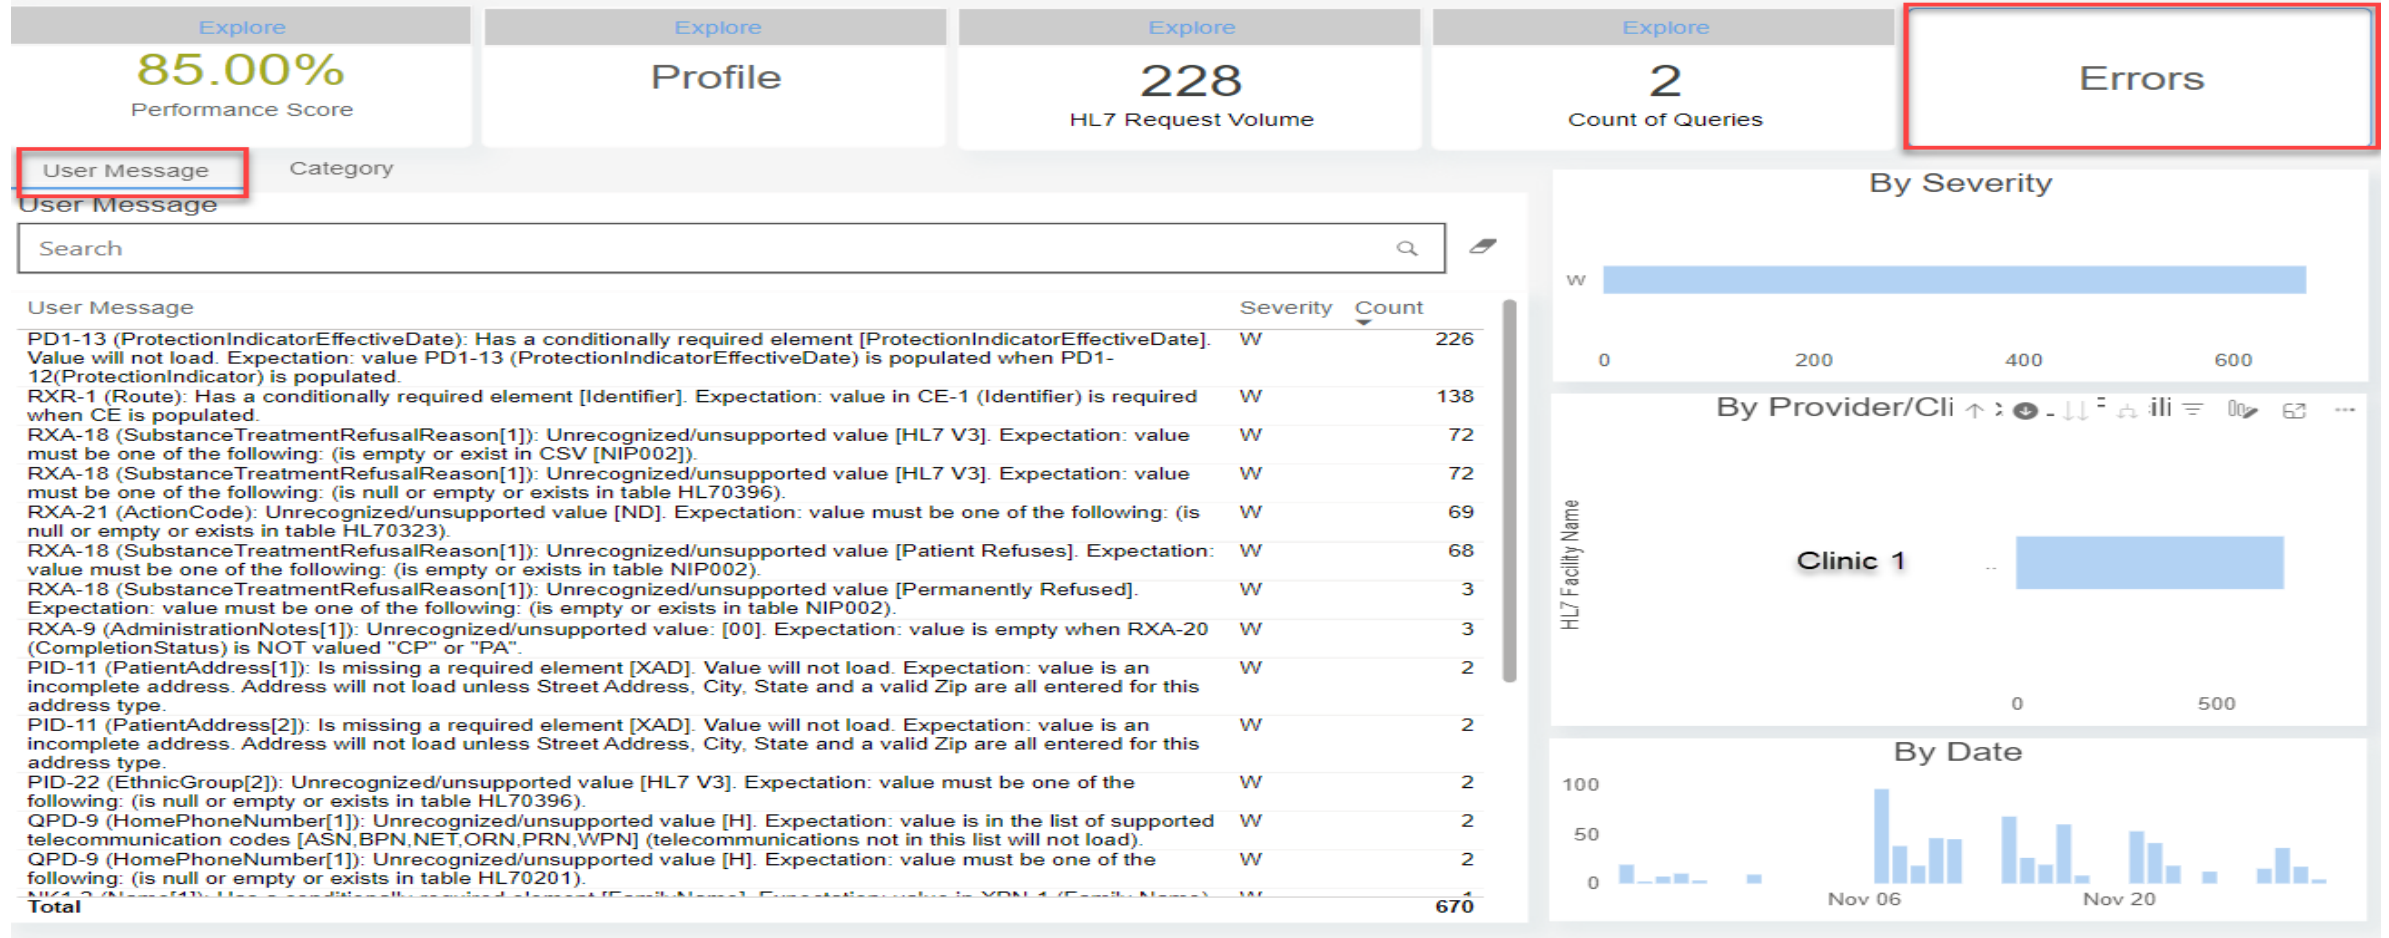 Explore
85.00%
Performance Score
Explore
Profile
Explore
228
HL7 Request Volume
Explore
2
Count of Queries
Errors
User Message
Category
User Message
Search
User Message Severity Count
PD1-13 (ProtectionIndicatorEffectiveDate): Has a conditionally required element [ProtectionIndicatorEffectiveDate]. W 226
Value will not load. Expectation: value PD1-13 (ProtectionIndicatorEffectiveDate) is populated when PD1-
12(ProtectionIndicator) is populated.
RXR-1 (Route): Has a conditionally required element [Identifier]. Expectation: value in CE-1 (Identifier) is required W 138
when CE is populated.
RXA-18 (SubstanceTreatmentRefusalReason[1]): Unrecognized/unsupported value [HL7 V3]. Expectation: value W 72
must be one of the following: (is empty or exist in CSV [NIP002]).
RXA-18 (SubstanceTreatmentRefusalReason[1]): Unrecognized/unsupported value [HL7 V3]. Expectation: value W 72
must be one of the following: (is null or empty or exists in table HL70396).
RXA-21 (ActionCode): Unrecognized/unsupported value [ND]. Expectation: value must be one of the following: (is W 69
null or empty or exists in table HL70323).
RXA-18 (SubstanceTreatmentRefusalReason[1]): Unrecognized/unsupported value [Patient Refuses]. Expectation: W 68
value must be one of the following: (is empty or exists in table NIP002).
RXA-18 (SubstanceTreatmentRefusalReason[1]): Unrecognized/unsupported value [Permanently Refused]. W 3
Expectation: value must be one of the following: (is empty or exists in table NIP002).
RXA-9 (AdministrationNotes[1]): Unrecognized/unsupported value: [00]. Expectation: value is empty when RXA-20 W 3
(CompletionStatus) is NOT valued "CP" or "PA".
PID-11 (PatientAddress[1]): Is missing a required element [XAD]. Value will not load. Expectation: value is an W 2
incomplete address. Address will not load unless Street Address, City, State and a valid Zip are all entered for this
address type.
PID-11 (PatientAddress[2]): Is missing a required element [XAD]. Value will not load. Expectation: value is an W 2
incomplete address. Address will not load unless Street Address, City, State and a valid Zip are all entered for this
address type.
PID-22 (EthnicGroup[2]): Unrecognized/unsupported value [HL7 V3]. Expectation: value must be one of the W 2
following: (is null or empty or exists in table HL70396).
QPD-9 (HomePhoneNumber[1]): Unrecognized/unsupported value [H]. Expectation: value is in the list of supported W 2
telecommunication codes [ASN,BPN,NET,ORN,PRN,WPN] (telecommunications not in this list will not load).
QPD-9 (HomePhoneNumber[1]): Unrecognized/unsupported value [H]. Expectation: value must be one of the W 2
following: (is null or empty or exists in table HL70201).
Total 670
By Severity
W
0 200 400 600
By Provider/Cli
HL7 Facility Name
Clinic 1
0 500
By Date
100
50
0
Nov 06 Nov 20